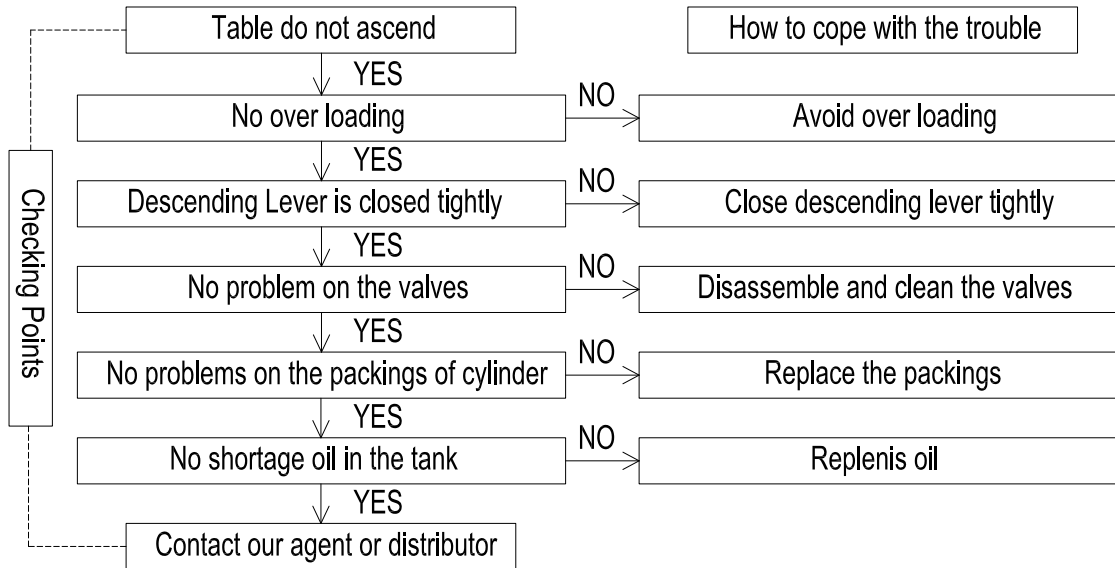 Table do not ascend
How to cope with the trouble
YES
No over loading
NO
Avoid over loading
YES
Descending Lever is closed tightly
NO
Close descending lever tightly
YES
No problem on the valves
NO
Disassemble and clean the valves
YES
No problems on the packings of cylinder
NO
Replace the packings
YES
No shortage oil in the tank
NO
Replenis oil
YES
Contact our agent or distributor
Checking Points